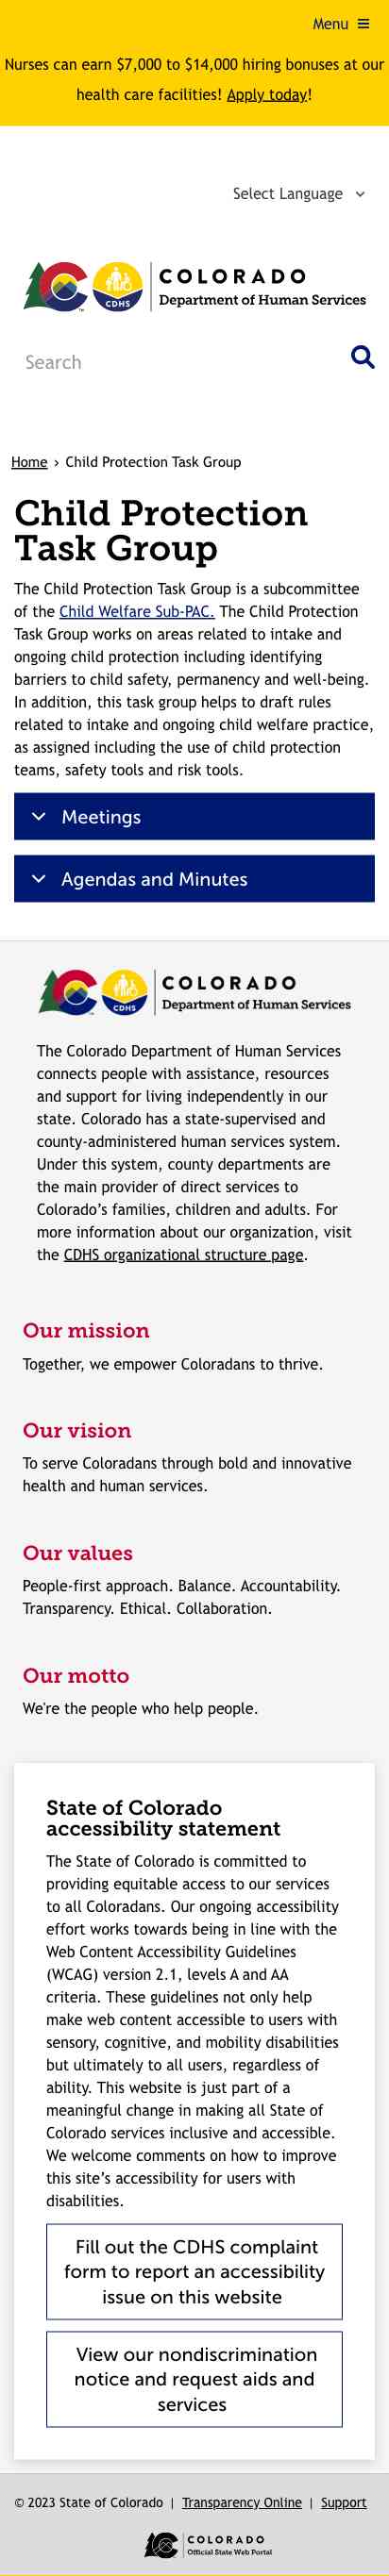 Menu
Nurses can earn $7,000 to $14,000 hiring bonuses at our
health care facilities! Apply today!
Select Language
CDHS
COLORADO
Department of Human Services
™
Search
Home › Child Protection Task Group
Child Protection
Task Group
The Child Protection Task Group is a subcommittee
of the Child Welfare Sub-PAC. The Child Protection
Task Group works on areas related to intake and
ongoing child protection including identifying
barriers to child safety, permanency and well-being.
In addition, this task group helps to draft rules
related to intake and ongoing child welfare practice,
as assigned including the use of child protection
teams, safety tools and risk tools.
Meetings
Agendas and Minutes
CDHS
COLORADO
Department of Human Services
The Colorado Department of Human Services
connects people with assistance, resources
and support for living independently in our
state. Colorado has a state-supervised and
county-administered human services system.
Under this system, county departments are
the main provider of direct services to
Colorado’s families, children and adults. For
more information about our organization, visit
the CDHS organizational structure page.
Our mission
Together, we empower Coloradans to thrive.
Our vision
To serve Coloradans through bold and innovative
health and human services.
Our values
People-first approach. Balance. Accountability.
Transparency. Ethical. Collaboration.
Our motto
We're the people who help people.
State of Colorado
accessibility statement
The State of Colorado is committed to
providing equitable access to our services
to all Coloradans. Our ongoing accessibility
effort works towards being in line with the
Web Content Accessibility Guidelines
(WCAG) version 2.1, levels A and AA
criteria. These guidelines not only help
make web content accessible to users with
sensory, cognitive, and mobility disabilities
but ultimately to all users, regardless of
ability. This website is just part of a
meaningful change in making all State of
Colorado services inclusive and accessible.
We welcome comments on how to improve
this site's accessibility for users with
disabilities.
Fill out the CDHS complaint
form to report an accessibility
issue on this website
View our nondiscrimination
notice and request aids and
services
© 2023 State of Colorado | Transparency Online | Support
COLORADO
Official State Web Portal